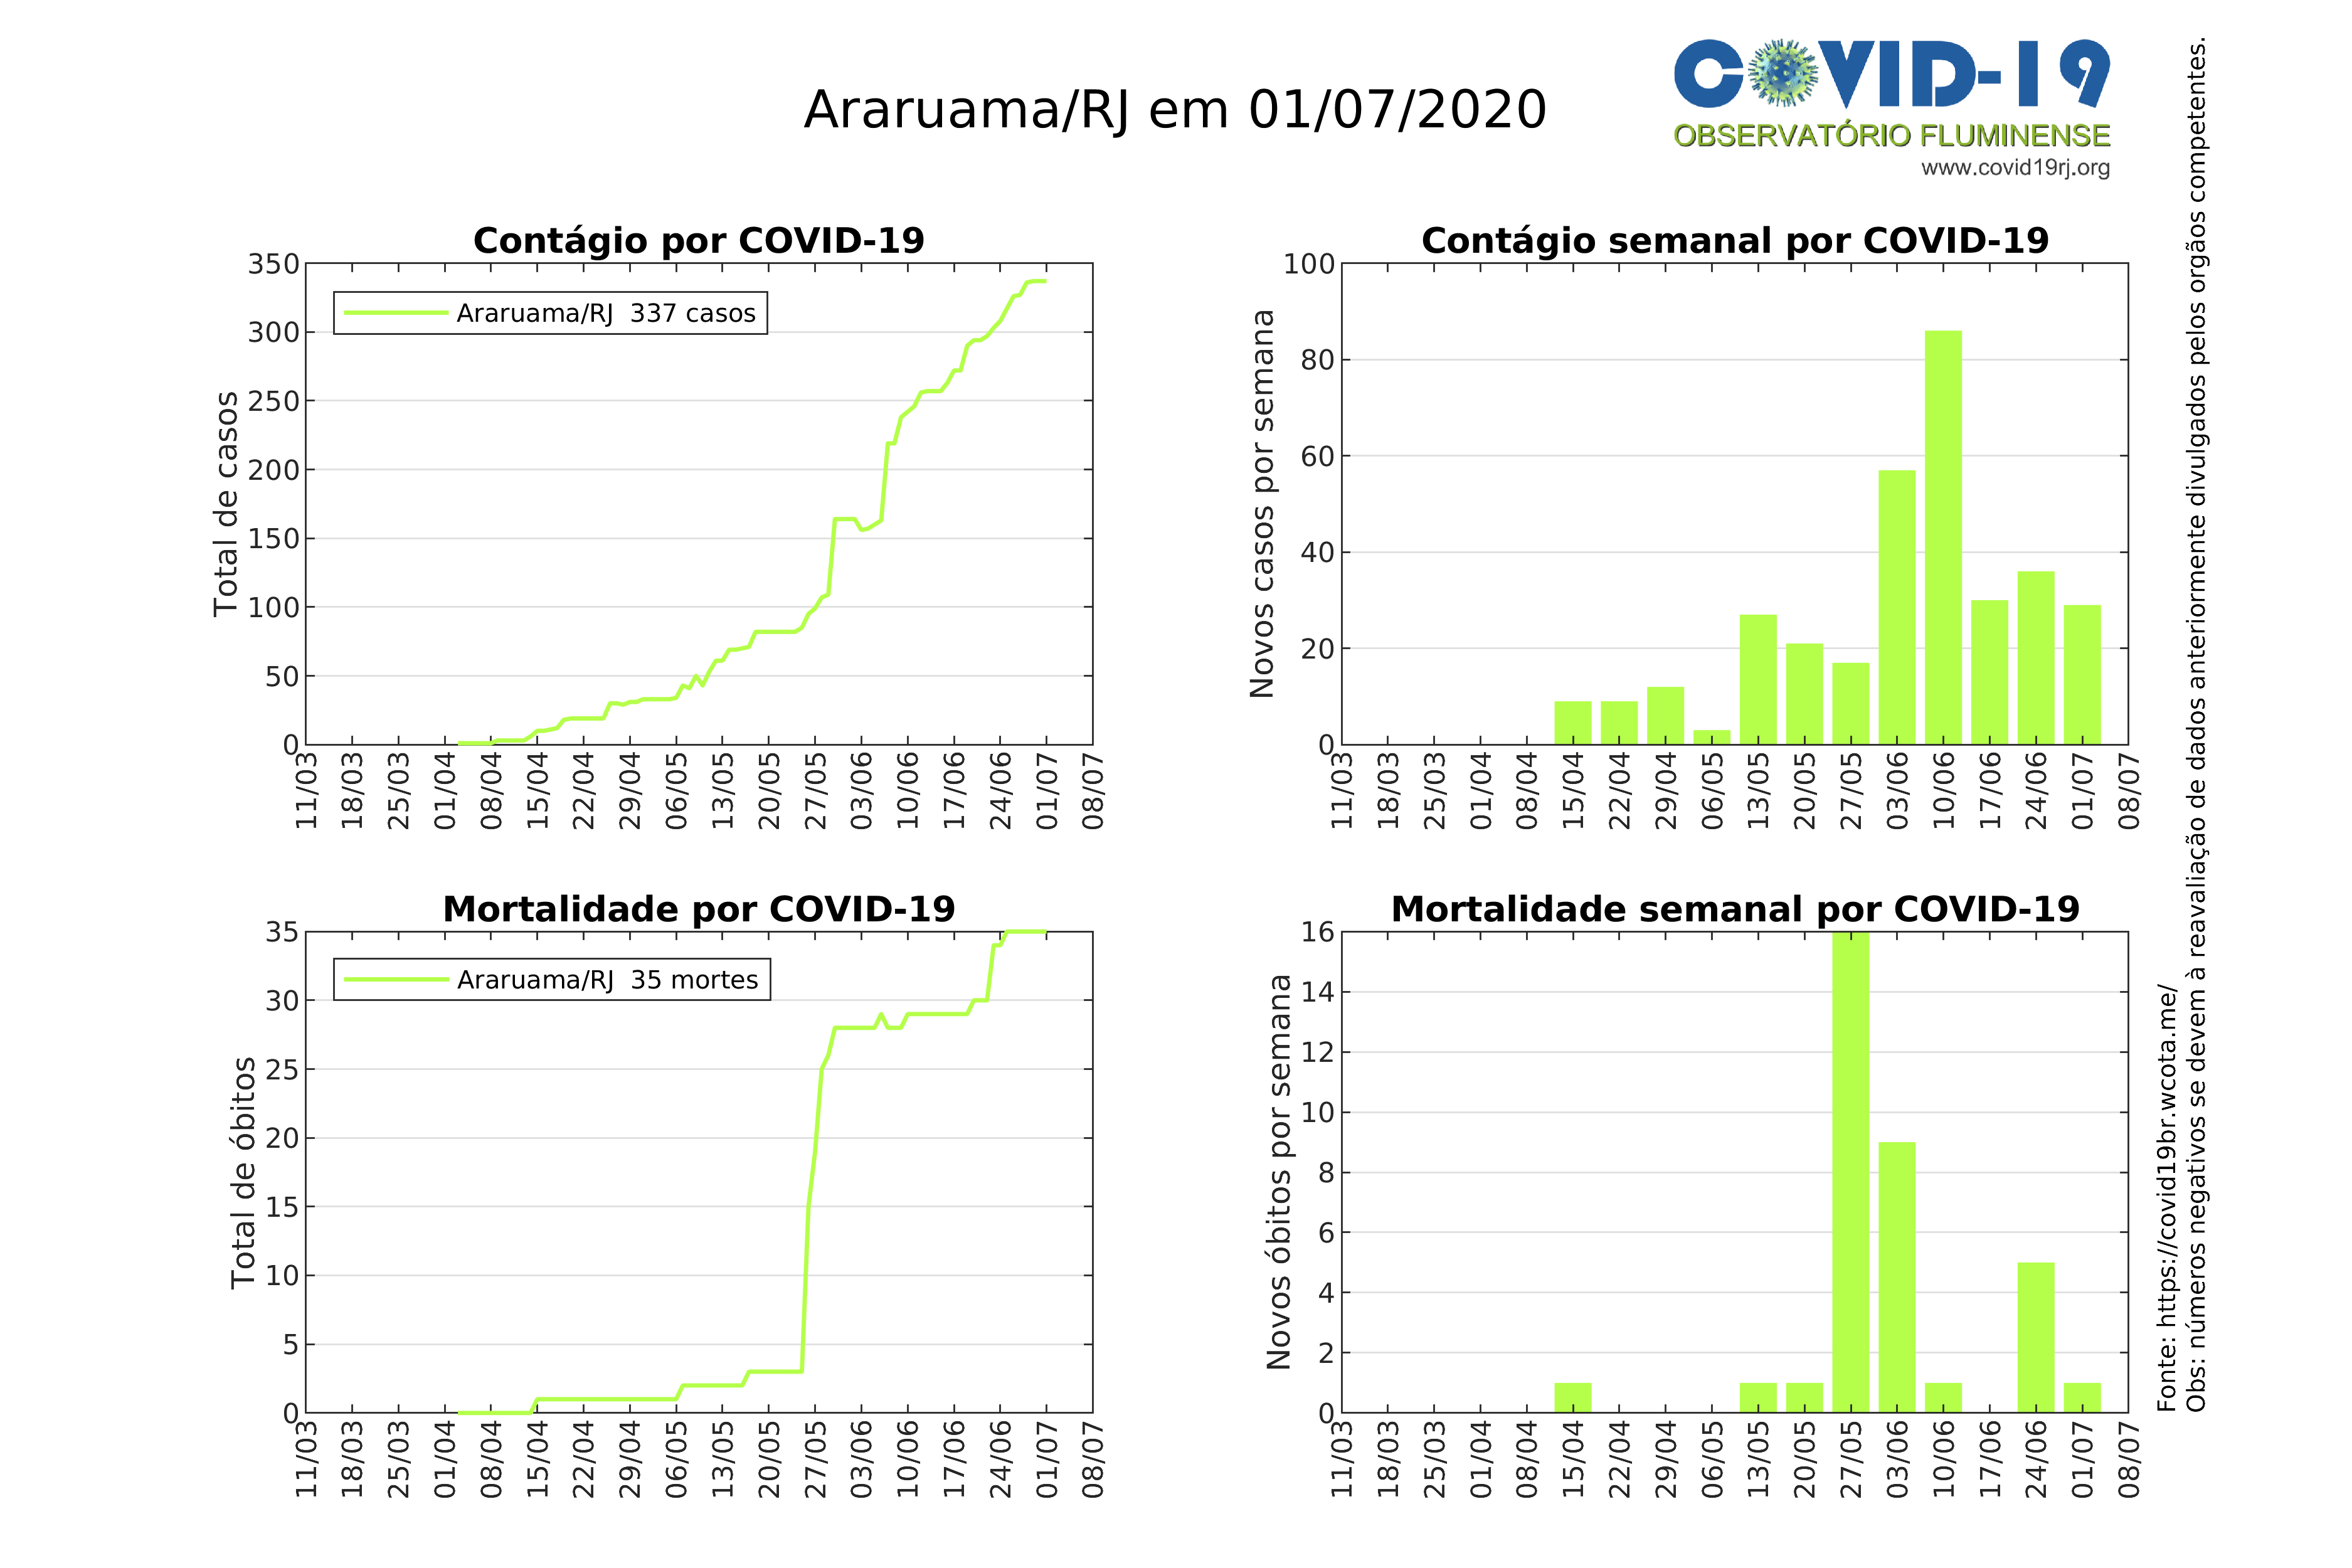 Araruama/RJ em 01/07/2020
COVID-19
OBSERVATÓRIO FLUMINENSE
www.covid19rj.org
Contágio por COVID-19
Total de casos
350
300
250
200
150
100
50
0
Araruama/RJ 337 casos
11/03 18/03 25/03 01/04 08/04 15/04 22/04 29/04 06/05 13/05 20/05 27/05 03/06 10/06 17/06 24/06 01/07 08/07
Contágio semanal por COVID-19
Novos casos por semana
100
80
60
40
20
0
11/03 18/03 25/03 01/04 08/04 15/04 22/04 29/04 06/05 13/05 20/05 27/05 03/06 10/06 17/06 24/06 01/07 08/07
Mortalidade por COVID-19
Total de óbitos
35
30
25
20
15
10
5
0
Araruama/RJ 35 mortes
11/03 18/03 25/03 01/04 08/04 15/04 22/04 29/04 06/05 13/05 20/05 27/05 03/06 10/06 17/06 24/06 01/07 08/07
Mortalidade semanal por COVID-19
Novos óbitos por semana
16
14
12
10
8
6
4
2
0
11/03 18/03 25/03 01/04 08/04 15/04 22/04 29/04 06/05 13/05 20/05 27/05 03/06 10/06 17/06 24/06 01/07 08/07
Fonte: https://covid19br.wcota.me/
Obs: números negativos se devem à reavaliação de dados anteriormente divulgados pelos orgãos competentes.